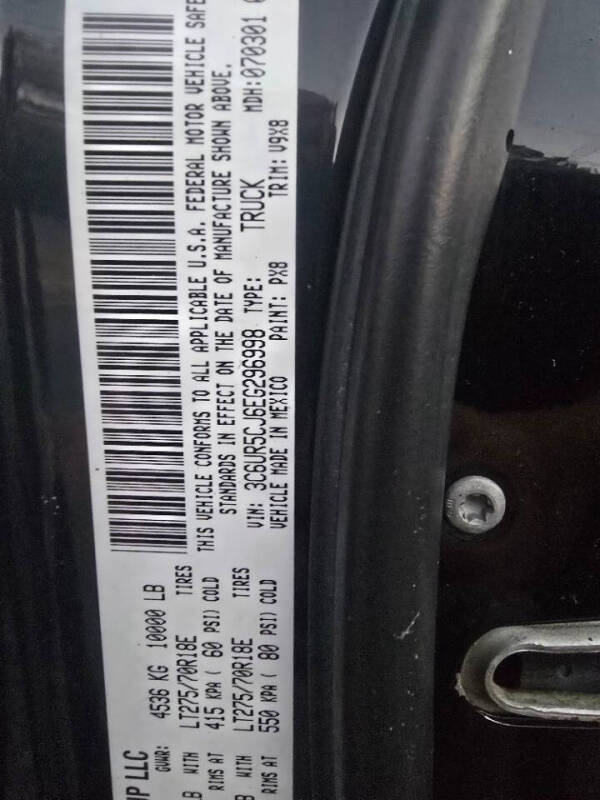 UP LLC
GVWR: 4536 KG 10000 LB
B WITH LT275/70R18E TIRES
RIMS AT 415 KPA ( 60 PSI) COLD
B WITH LT275/70R18E TIRES
RIMS AT 550 KPA ( 80 PSI) COLD
THIS VEHICLE CONFORMS TO ALL APPLICABLE U.S.A. FEDERAL MOTOR VEHICLE SAFE
STANDARDS IN EFFECT ON THE DATE OF MANUFACTURE SHOWN ABOVE.
VIN: 3C6UR5CJ6EG296998 TYPE: TRUCK MDH:070301
VEHICLE MADE IN MEXICO PAINT: PX8 TRIM: V9X8